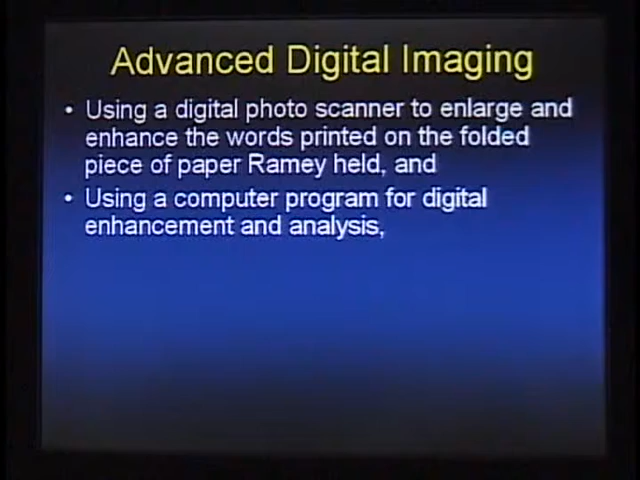 Advanced Digital Imaging
• Using a digital photo scanner to enlarge and
enhance the words printed on the folded
piece of paper Ramey held, and
• Using a computer program for digital
enhancement and analysis,